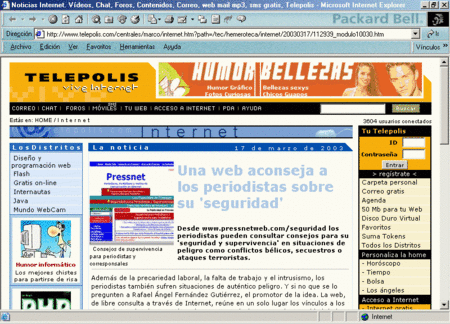 Noticias Internet. Vídeos, Chat, Foros, Contenidos, Correo, web mail mp3, sms gratis, Telepolis - Microsoft Internet Explorer
Packard Bell.
Dirección http://www.telepolis.com/centrales/marco/internet.htm?path=/tec/hemeroteca/internet/20030317/112939_modulo10030.htm
Archivo Edición Ver Favoritos Herramientas Ayuda Vínculos
TELEPOLIS
vive Internet
HUMOR BELLEZAS
Humor Gráfico
Fotos Curiosas
Bellezas sexys
Chicos Guapos
CORREO | CHAT | FOROS | MÓVILES | TU WEB | ACCESO A INTERNET | PDA | AYUDA
Buscar
Estás en: HOME / Internet
3604 usuarios conectados
Internet
Los Distritos
Diseño y
programación web
Flash
Gratis on-line
Internautas
Java
Mundo WebCam
Humor informático
Los mejores chistes
para partirse de risa
PHP
La noticia
17 de marzo de 2003
Pressnet
Consejos de supervivencia
para periodistas y
corresponsales
Una web aconseja a
los periodistas sobre
su 'seguridad'
Desde www.pressnetweb.com/seguridad los
periodistas pueden consultar consejos para su
'seguridad y supervivencia' en situaciones de
peligro como conflictos bélicos, secuestros o
ataques terroristas.
Además de la precariedad laboral, la falta de trabajo y el intrusismo, los
periodistas también sufren situaciones de auténtico peligro. Y si no que se lo
pregunten a Rafael Ángel Fernández Gutiérrez, el promotor de la idea. La web,
de libre consulta a través de Internet, reúne en un solo lugar los vínculos a los
Tu Telepolis
ID
Contraseña
Entrar
> regístrate <
Carpeta personal
Correo gratis
Agenda
50 Mb para tu Web
Disco Duro Virtual
Favoritos
Suma Tokens
Todos los Distritos
Personaliza la home
- Horóscopo
- Tiempo
- Bolsa
- Los ángeles
Acceso a Internet
- Internet gratis
Internet